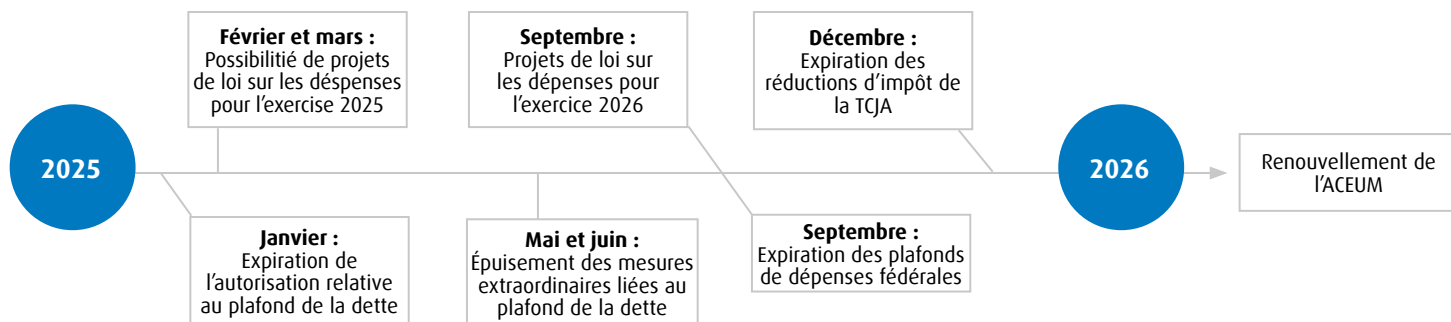 2025
Février et mars :
Possibilitié de projets
de loi sur les déspenses
pour l'exercise 2025
Septembre :
Projets de loi sur
les dépenses pour
l'exercice 2026
Décembre :
Expiration des
réductions d'impôt de
la TCJA
Janvier :
Expiration de
l'autorisation relative
au plafond de la dette
Mai et juin :
Épuisement des mesures
extraordinaires liées au
plafond de la dette
Septembre :
Expiration des plafonds
de dépenses fédérales
2026
Renouvellement de
l'ACEUM